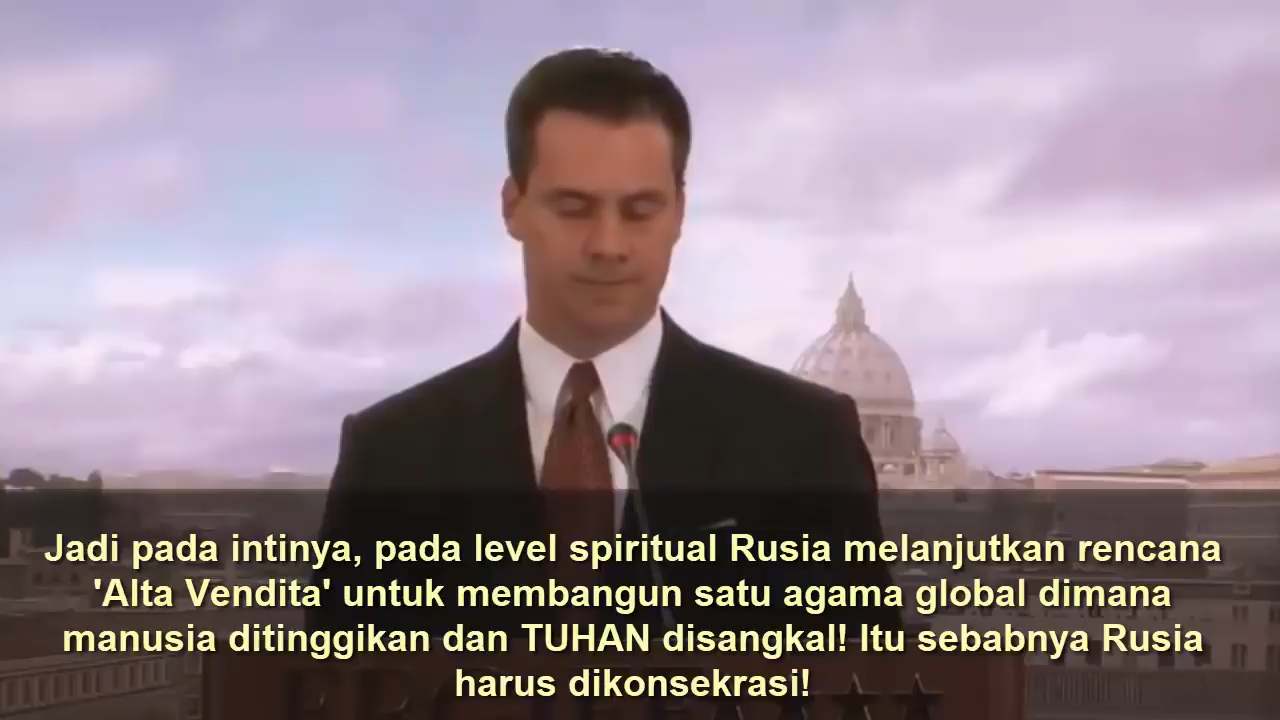 Jadi pada intinya, pada level spiritual Rusia melanjutkan rencana
'Alta Vendita' untuk membangun satu agama global dimana
manusia ditinggikan dan TUHAN disangkal! Itu sebabnya Rusia
harus dikonsekrasi!